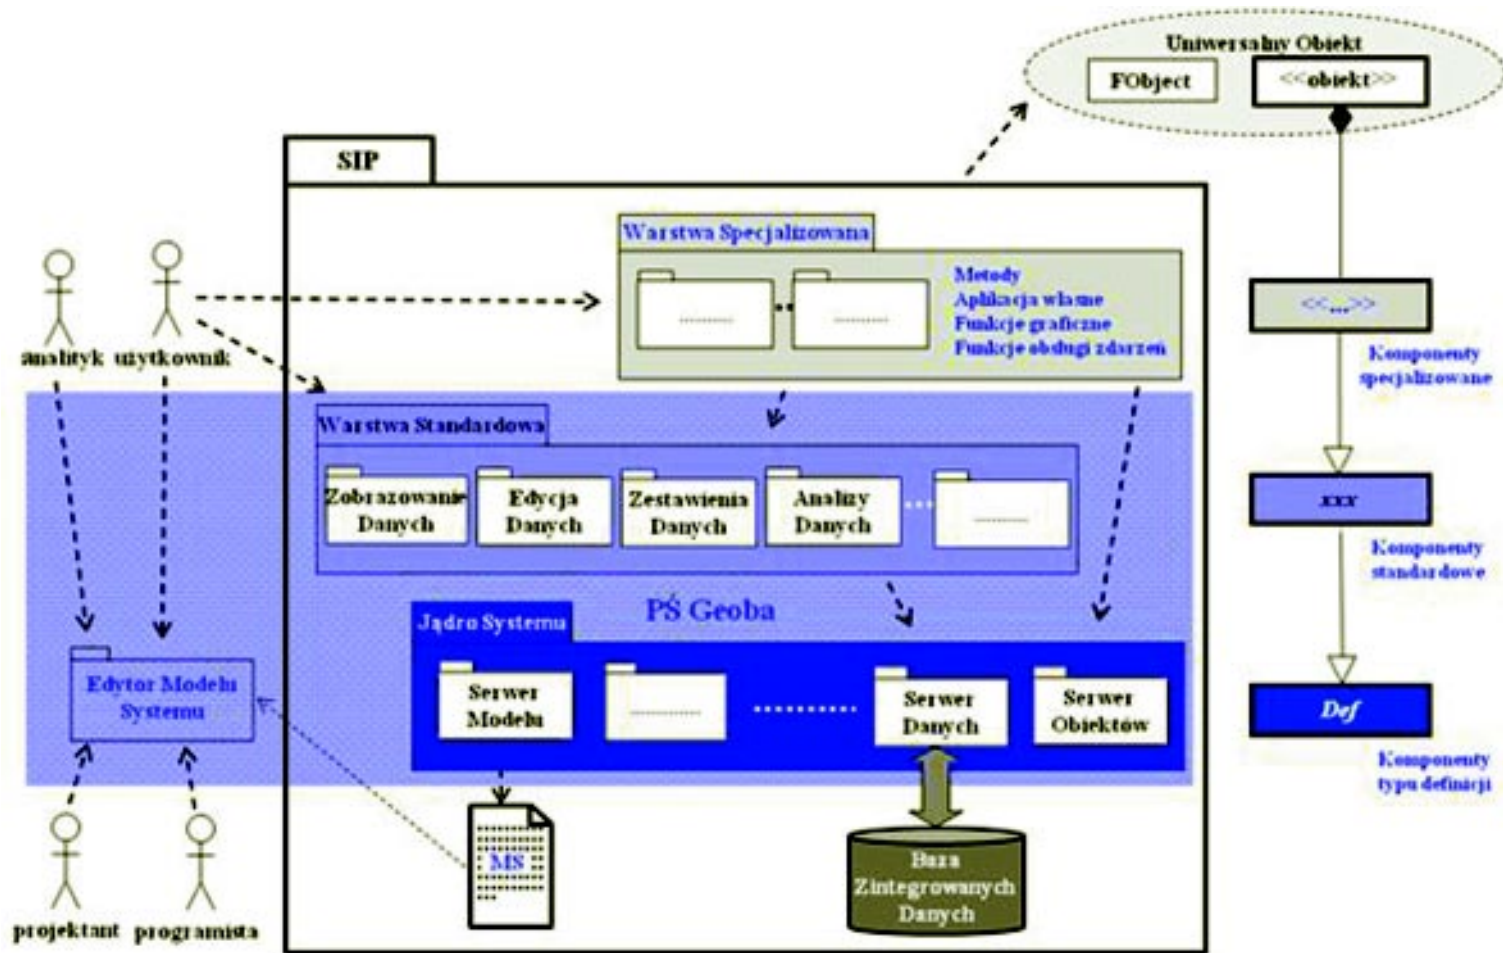 Uniwersalny Obiekt
FObject
<<obiekt>>
SIP
Warstwa Specjalizowana
Metody
Aplikacja własne
Funkcje graficzne
Funkcje obsługi zdarzeń
..........
..
..........
<<...>>
Komponenty
specjalizowane
analityk
użytkownik
Warstwa Standardowa
Zobrazowanie
Danych
Edycja
Danych
Zestawienia
Danych
Analizy
Danych
...
..........
xxx
Komponenty
standardowe
PŚ Geoba
Jądro Systemu
Edytor Modelu
Systemu
Serwer
Modelu
.............
............
Serwer
Danych
Serwer
Obiektów
Def
Komponenty
typu definicji
MS
Baza
Zintegrowanych
Danych
projektant
programista